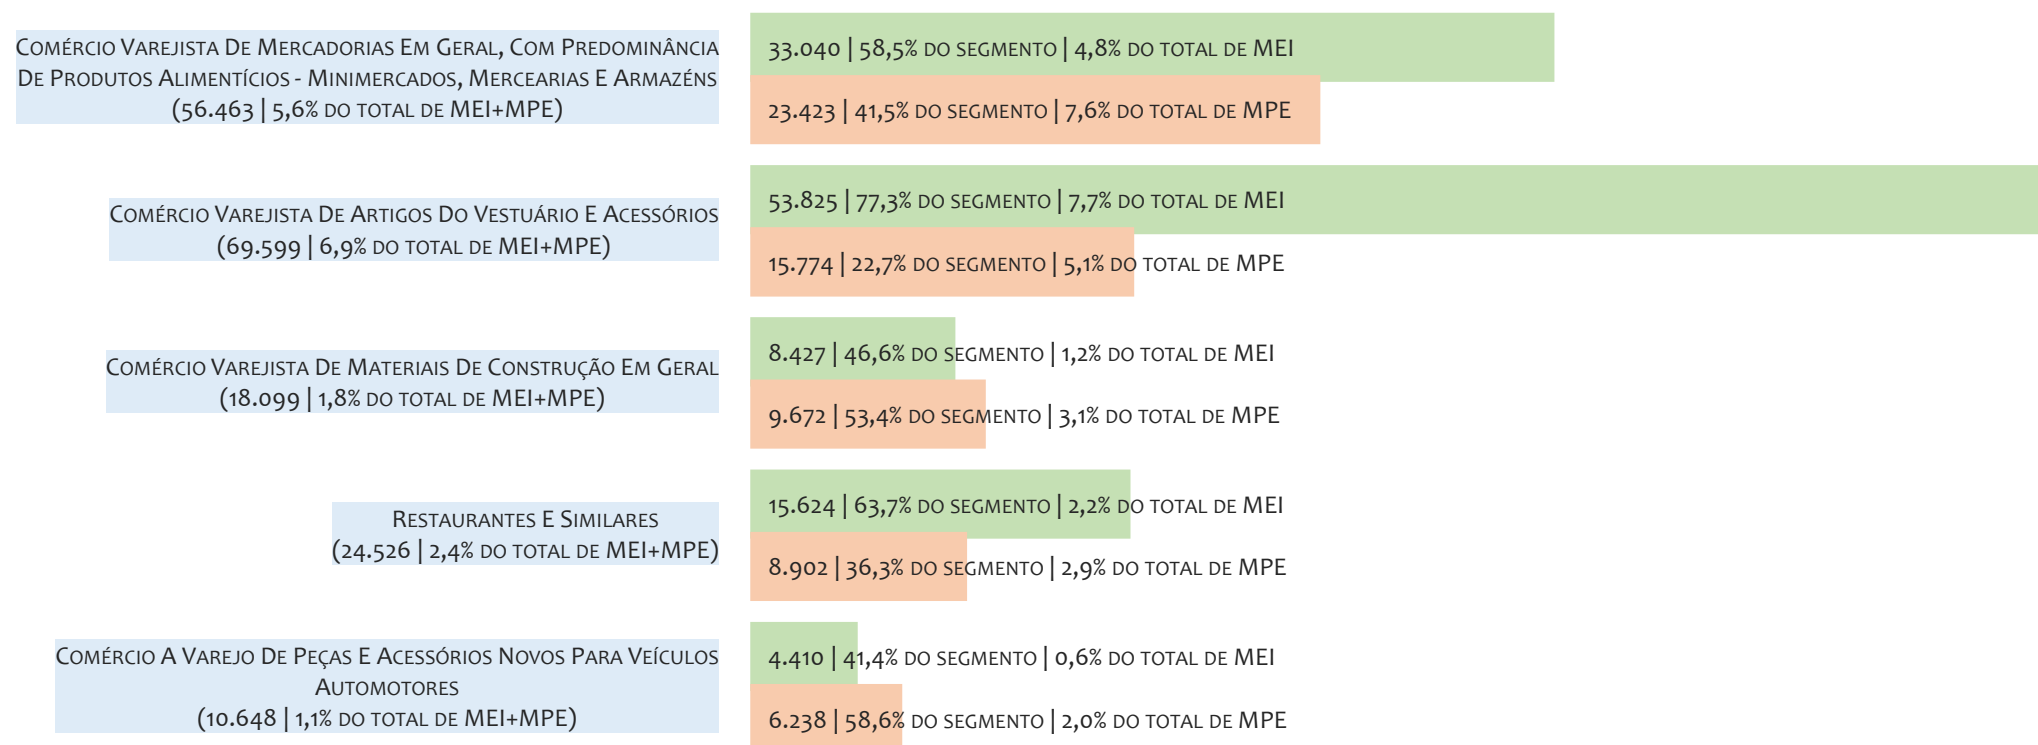 Comércio Varejista De Mercadorias Em Geral, Com Predominância
De Produtos Alimentícios - Minimercados, Mercearias E Armazéns
(56.463 | 5,6% do total de MEI+MPE)
33.040 | 58,5% do segmento | 4,8% do total de MEI
23.423 | 41,5% do segmento | 7,6% do total de MPE
Comércio Varejista De Artigos Do Vestuário E Acessórios
(69.599 | 6,9% do total de MEI+MPE)
53.825 | 77,3% do segmento | 7,7% do total de MEI
15.774 | 22,7% do segmento | 5,1% do total de MPE
Comércio Varejista De Materiais De Construção Em Geral
(18.099 | 1,8% do total de MEI+MPE)
8.427 | 46,6% do segmento | 1,2% do total de MEI
9.672 | 53,4% do segmento | 3,1% do total de MPE
Restaurantes E Similares
(24.526 | 2,4% do total de MEI+MPE)
15.624 | 63,7% do segmento | 2,2% do total de MEI
8.902 | 36,3% do segmento | 2,9% do total de MPE
Comércio A Varejo De Peças E Acessórios Novos Para Veículos
Automotores
(10.648 | 1,1% do total de MEI+MPE)
4.410 | 41,4% do segmento | 0,6% do total de MEI
6.238 | 58,6% do segmento | 2,0% do total de MPE